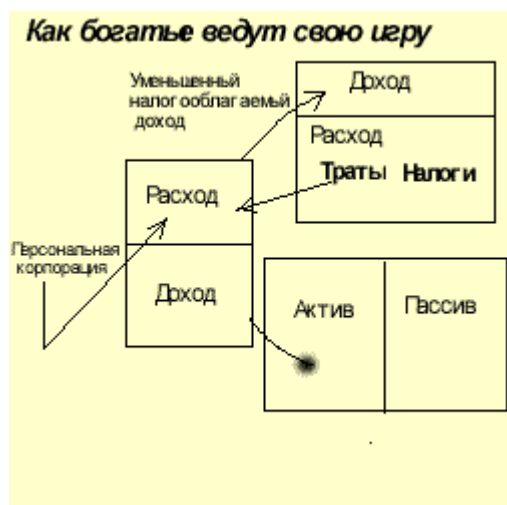 Как богатые ведут свою игру
Уменьшенный
налогооблагаемый
доход
Доход
Расход
Траты Налоги
Расход
Персональная
корпорация
Доход
Актив
Пассив